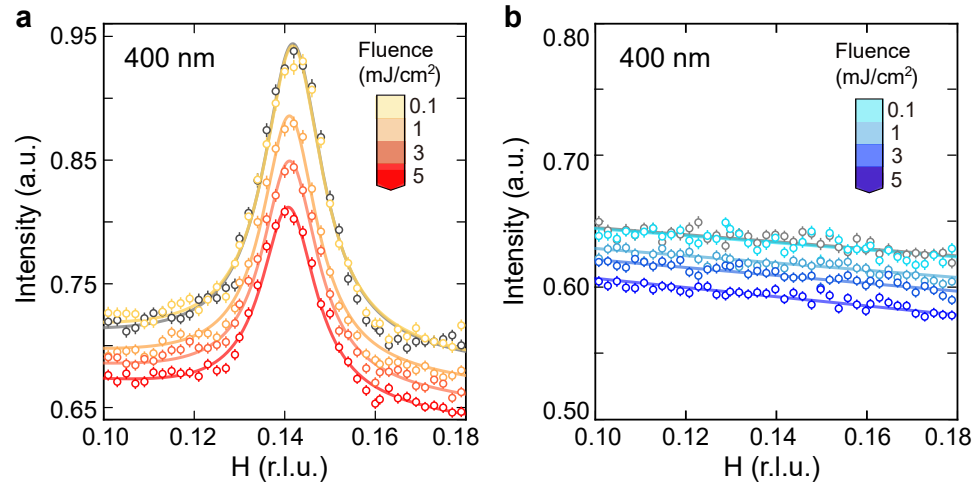 a
400 nm
Fluence
(mJ/cm²)
0.1
1
3
5
0.95
0.85
0.75
0.65
Intensity (a.u.)
0.10 0.12 0.14 0.16 0.18
H (r.l.u.)
b
400 nm
Fluence
(mJ/cm²)
0.1
1
3
5
0.80
0.70
0.60
0.50
Intensity (a.u.)
0.10 0.12 0.14 0.16 0.18
H (r.l.u.)